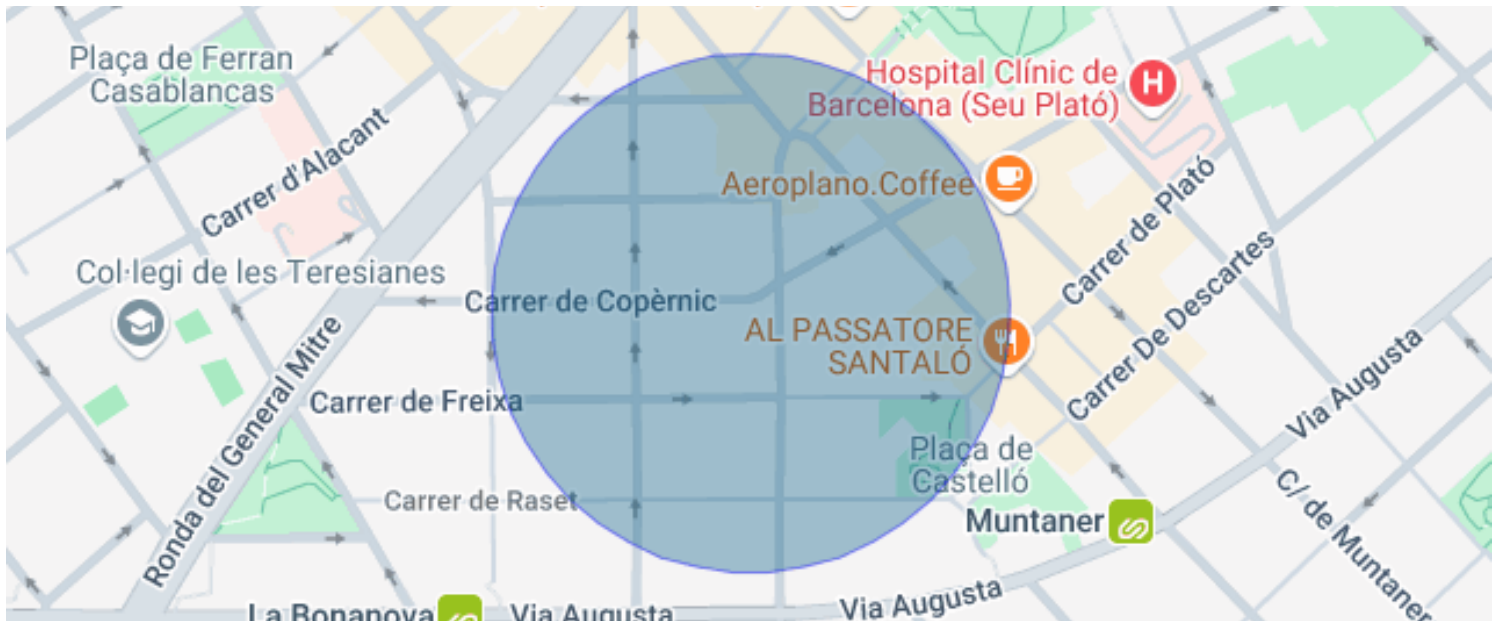 Plaça de Ferran
Casablancas
Hospital Clínic de
Barcelona (Seu Plató)
Carrer d'Alacant
Aeroplano.Coffee
Carrer de Plató
Col·legi de les Teresianes
Carrer de Copèrnic
Carrer De Descartes
AL PASSATORE
SANTALÓ
Ronda del General Mitre
Carrer de Freixa
Via Augusta
Plaça de
Castelló
Carrer de Raset
Muntaner
C/ de Muntaner
La Bonanova
Via Augusta
Via Augusta